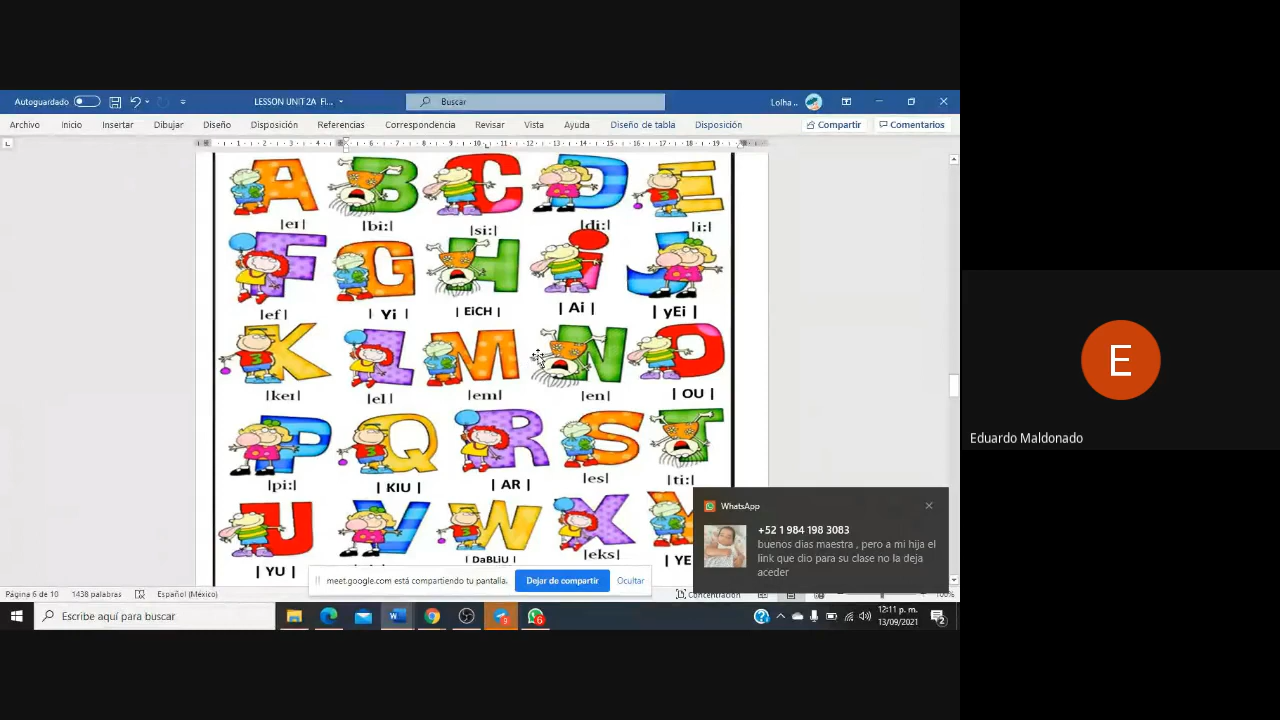 Autoguardado
LESSON UNIT 2A Fl...
Buscar
Lolha ..
Archivo Inicio Insertar Dibujar Diseño Disposición Referencias Correspondencia Revisar Vista Ayuda Diseño de tabla Disposición Compartir Comentarios
A B C D E
|eɪ| |bi:| |si:| |di:| |i:|
F G H i J
|ef| | Yi | | EiCH | | Ai | | yEi |
K L M N O
|keɪ| |el| |em| |en| | OU |
P Q R S T
|pi:| | KIU | | AR | |es| |ti:|
U V W X Y
| YU | | DaBLiU | |eks| | YE
WhatsApp
+52 1 984 198 3083
buenos dias maestra , pero a mi hija el
link que dio para su clase no la deja
aceder
meet.google.com está compartiendo tu pantalla.
Dejar de compartir
Ocultar
Página 6 de 10 1438 palabras Español (México) Concentración 100%
Escribe aquí para buscar
12:11 p. m.
13/09/2021
E
Eduardo Maldonado